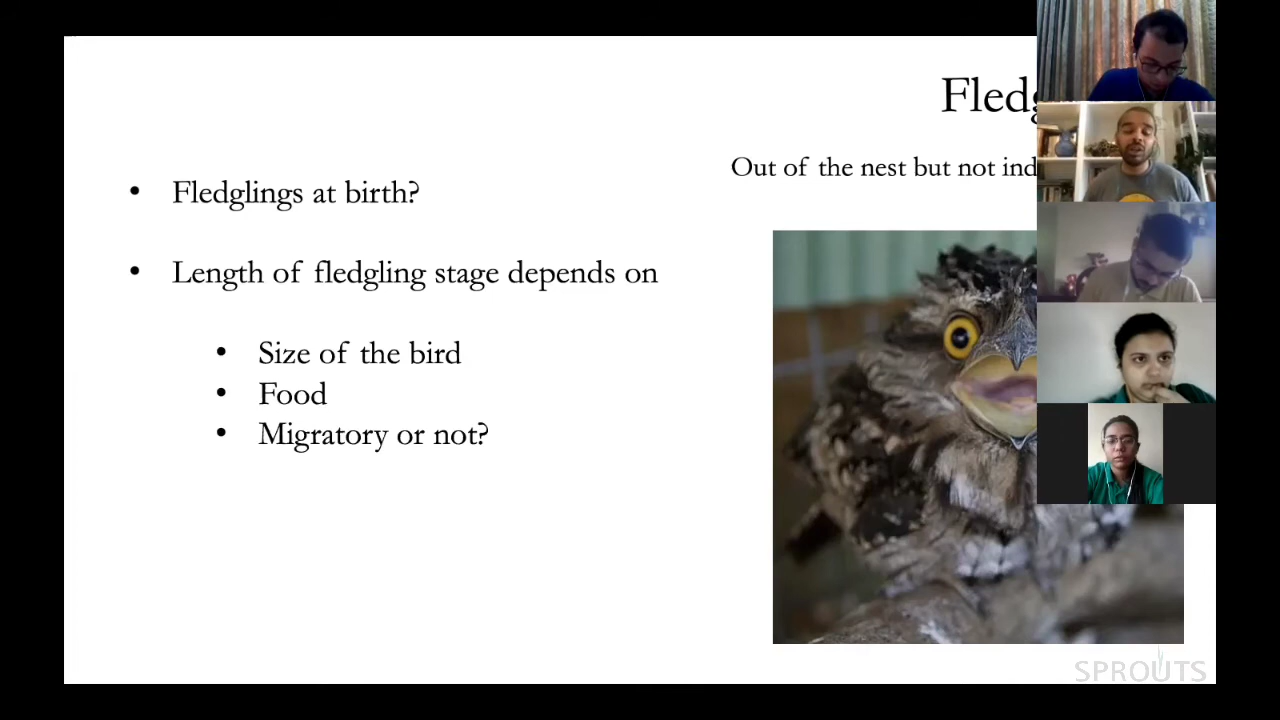 Fledg
Out of the nest but not ind
• Fledglings at birth?
• Length of fledgling stage depends on
• Size of the bird
• Food
• Migratory or not?
SPROUTS